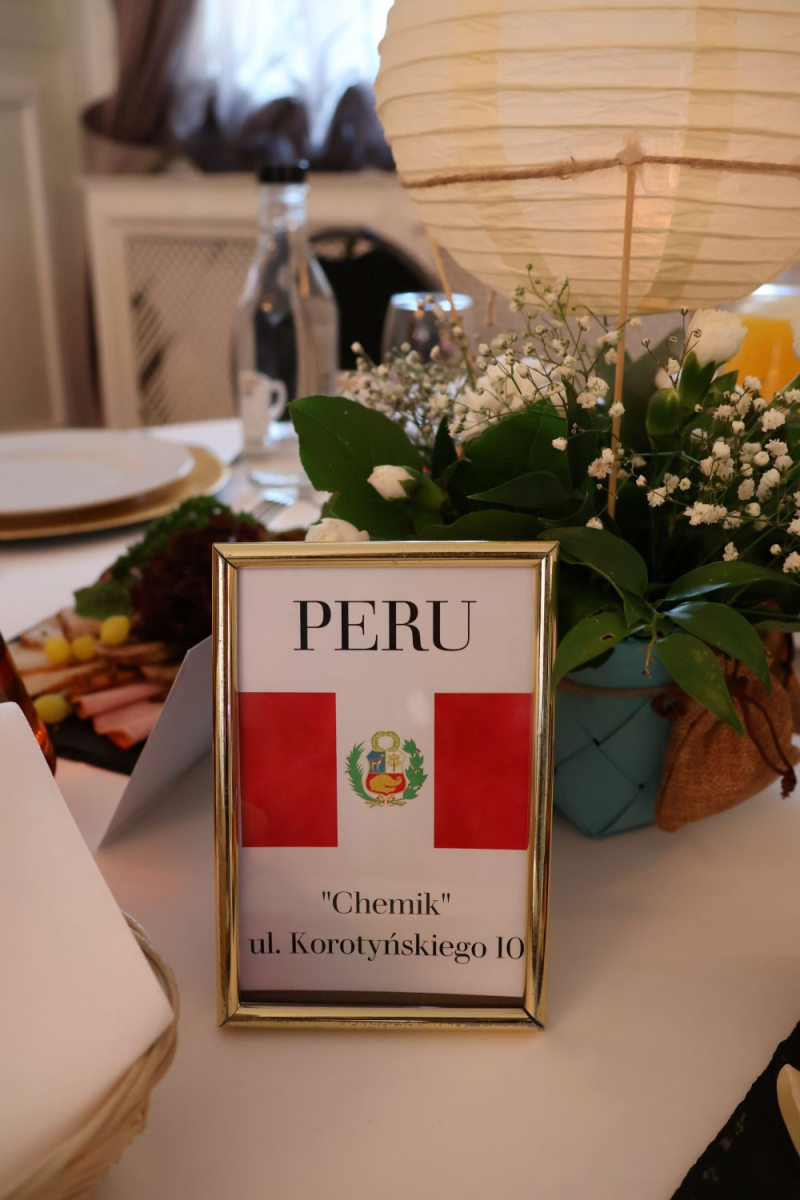 PERU
"Chemik"
ul. Korotyńskiego 10